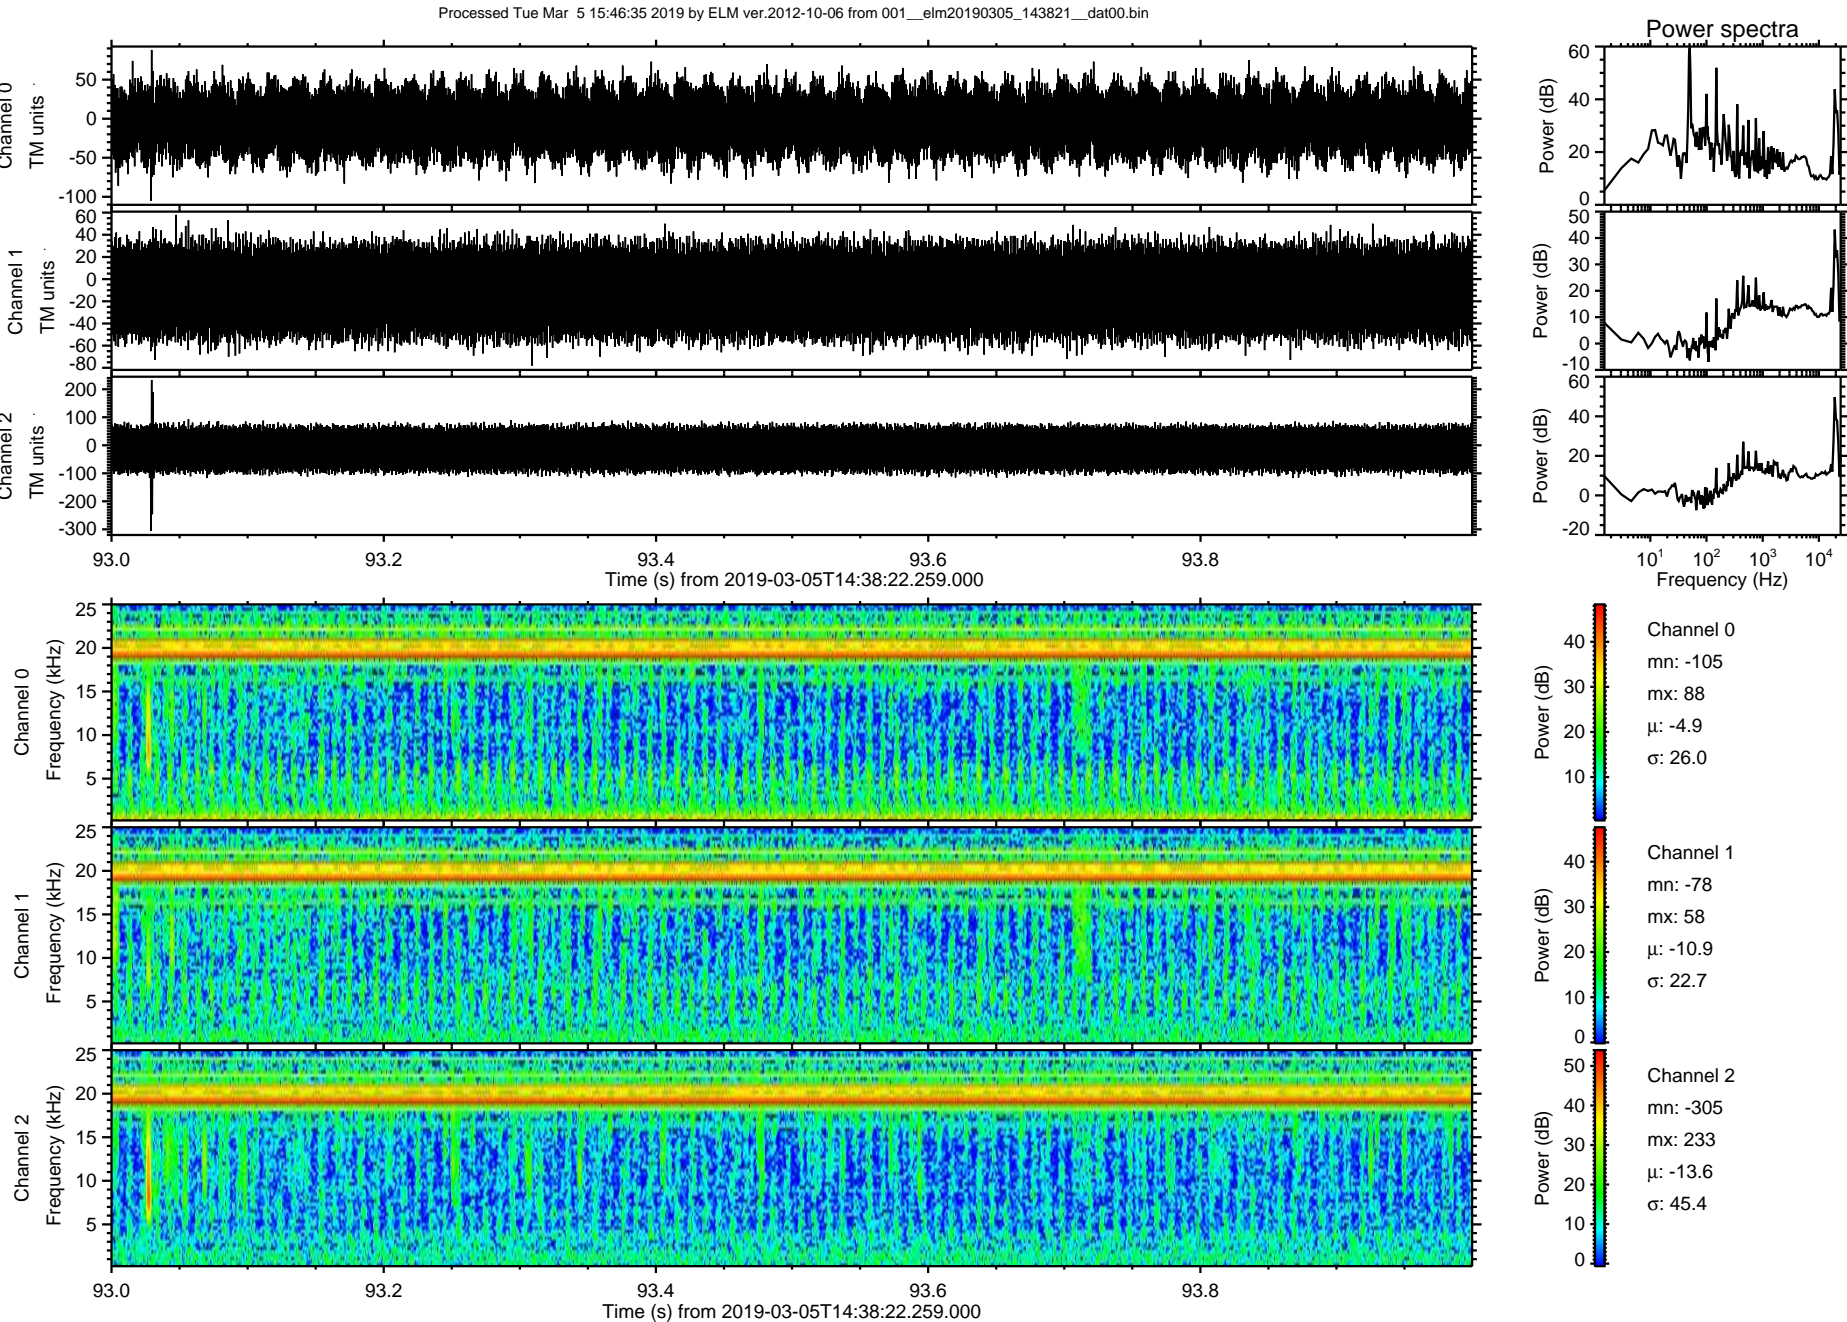 Processed Tue Mar  5 15:46:35 2019 by ELM ver.2012-10-06 from 001__elm20190305_143821__dat00.bin
Power spectra
Channel 0
TM units
50
0
-50
-100
Power (dB)
60
40
20
0
Channel 1
TM units
60
40
20
0
-20
-40
-60
-80
Power (dB)
50
40
30
20
10
0
-10
Channel 2
TM units
200
100
0
-100
-200
-300
Power (dB)
60
40
20
0
-20
93.0 93.2 93.4 93.6 93.8
10^1 10^2 10^3 10^4
Time (s) from 2019-03-05T14:38:22.259.000
Frequency (Hz)
Channel 0
Frequency (kHz)
25
20
15
10
5
Power (dB)
40
30
20
10
Channel 0
mn: -105
mx: 88
μ: -4.9
σ: 26.0
Channel 1
Frequency (kHz)
25
20
15
10
5
Power (dB)
40
30
20
10
0
Channel 1
mn: -78
mx: 58
μ: -10.9
σ: 22.7
Channel 2
Frequency (kHz)
25
20
15
10
5
Power (dB)
50
40
30
20
10
0
Channel 2
mn: -305
mx: 233
μ: -13.6
σ: 45.4
93.0 93.2 93.4 93.6 93.8
Time (s) from 2019-03-05T14:38:22.259.000